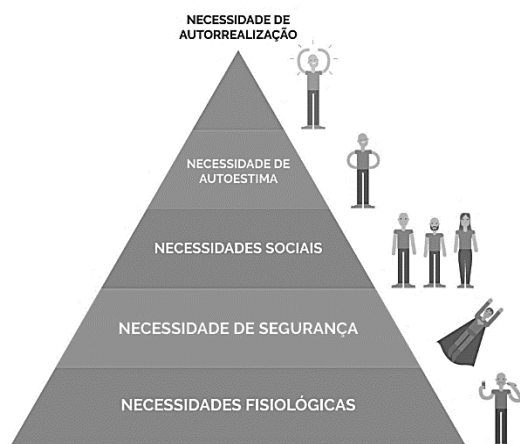 NECESSIDADE DE
AUTORREALIZAÇÃO
NECESSIDADE DE
AUTOESTIMA
NECESSIDADES SOCIAIS
NECESSIDADE DE SEGURANÇA
NECESSIDADES FISIOLÓGICAS